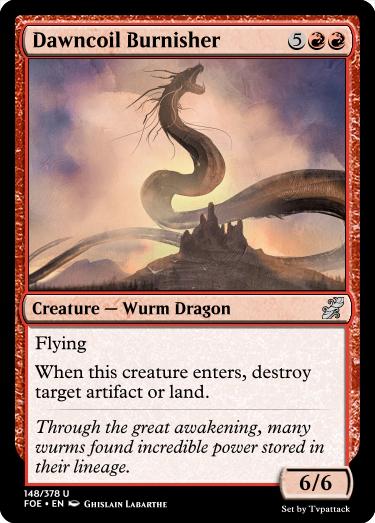 Dawncoil Burnisher 5
Creature — Wurm Dragon
Flying
When this creature enters, destroy
target artifact or land.
Through the great awakening, many
wurms found incredible power stored in
their lineage.
6/6
148/378 U
FOE • EN Ghislain Labarthe
Set by Tvpattack